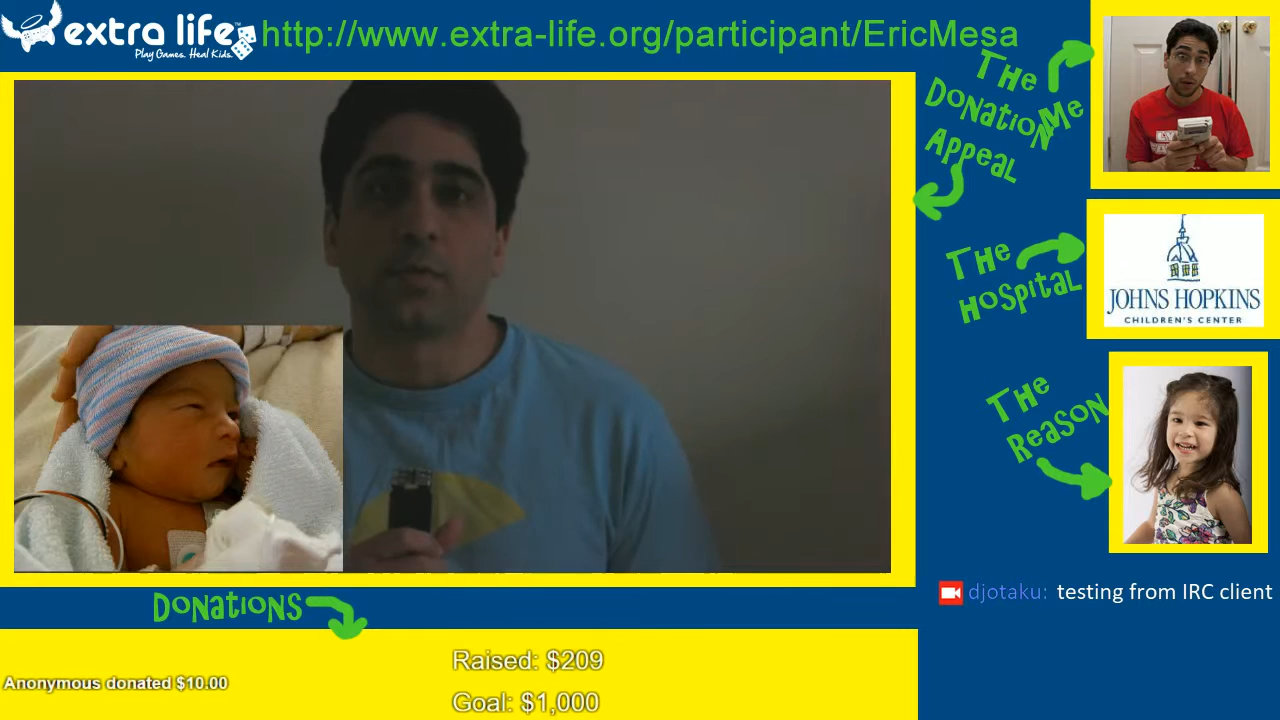 extra life
Play Games. Heal Kids.
http://www.extra-life.org/participant/EricMesa
The
Donation
Appeal
Me
The
Hospital
JOHNS HOPKINS
CHILDREN'S CENTER
The
Reason
djotaku: testing from IRC client
Donations
Raised: $209
Anonymous donated $10.00
Goal: $1,000